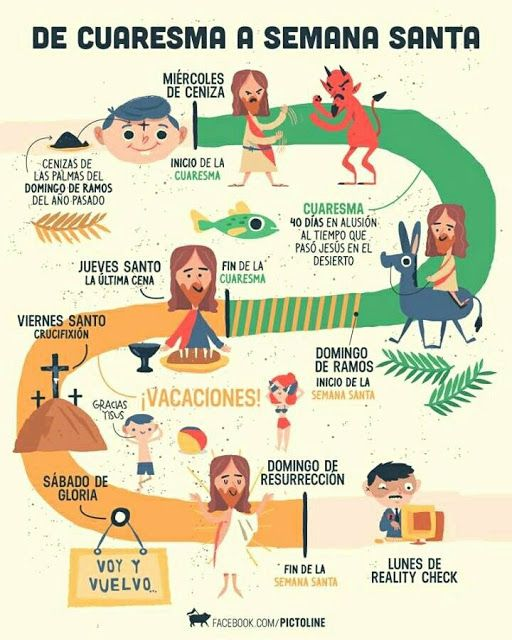 DE CUARESMA A SEMANA SANTA
MIÉRCOLES
DE CENIZA
CENIZAS DE
LAS PALMAS DEL
DOMINGO DE RAMOS
DEL AÑO PASADO
INICIO DE LA
CUARESMA
CUARESMA
40 DÍAS EN ALUSIÓN
AL TIEMPO QUE
PASÓ JESÚS EN EL
DESIERTO
JUEVES SANTO
LA ÚLTIMA CENA
FIN DE LA
CUARESMA
DOMINGO
DE RAMOS
INICIO DE LA
SEMANA SANTA
VIERNES SANTO
CRUCIFIXIÓN
¡VACACIONES!
GRACIAS
TISUS
SÁBADO DE
GLORIA
VOY Y
VUELVO...
DOMINGO DE
RESURRECCIÓN
FIN DE LA
SEMANA SANTA
LUNES DE
REALITY CHECK
FACEBOOK.COM/PICTOLINE